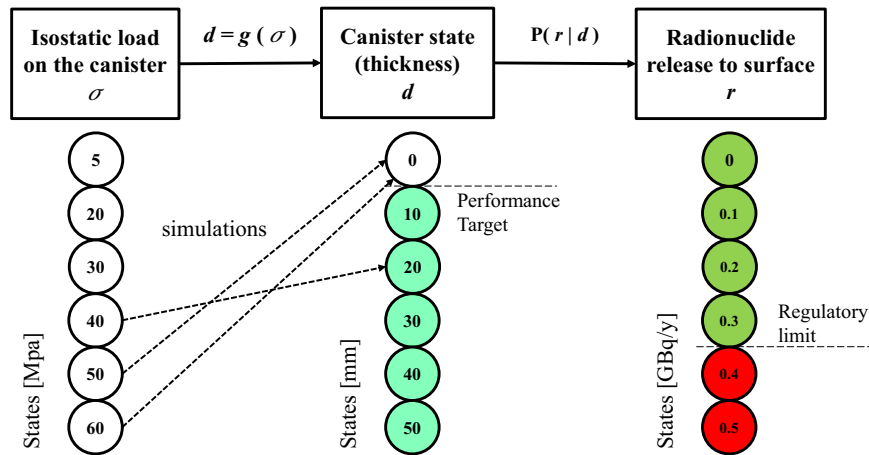 Isostatic load
on the canister
σ
d = g ( σ )
Canister state
(thickness)
d
P( r | d )
Radionuclide
release to surface
r
States [Mpa]
5
20
30
40
50
60
simulations
States [mm]
0
10
20
30
40
50
Performance
Target
States [GBq/y]
0
0.1
0.2
0.3
0.4
0.5
Regulatory
limit